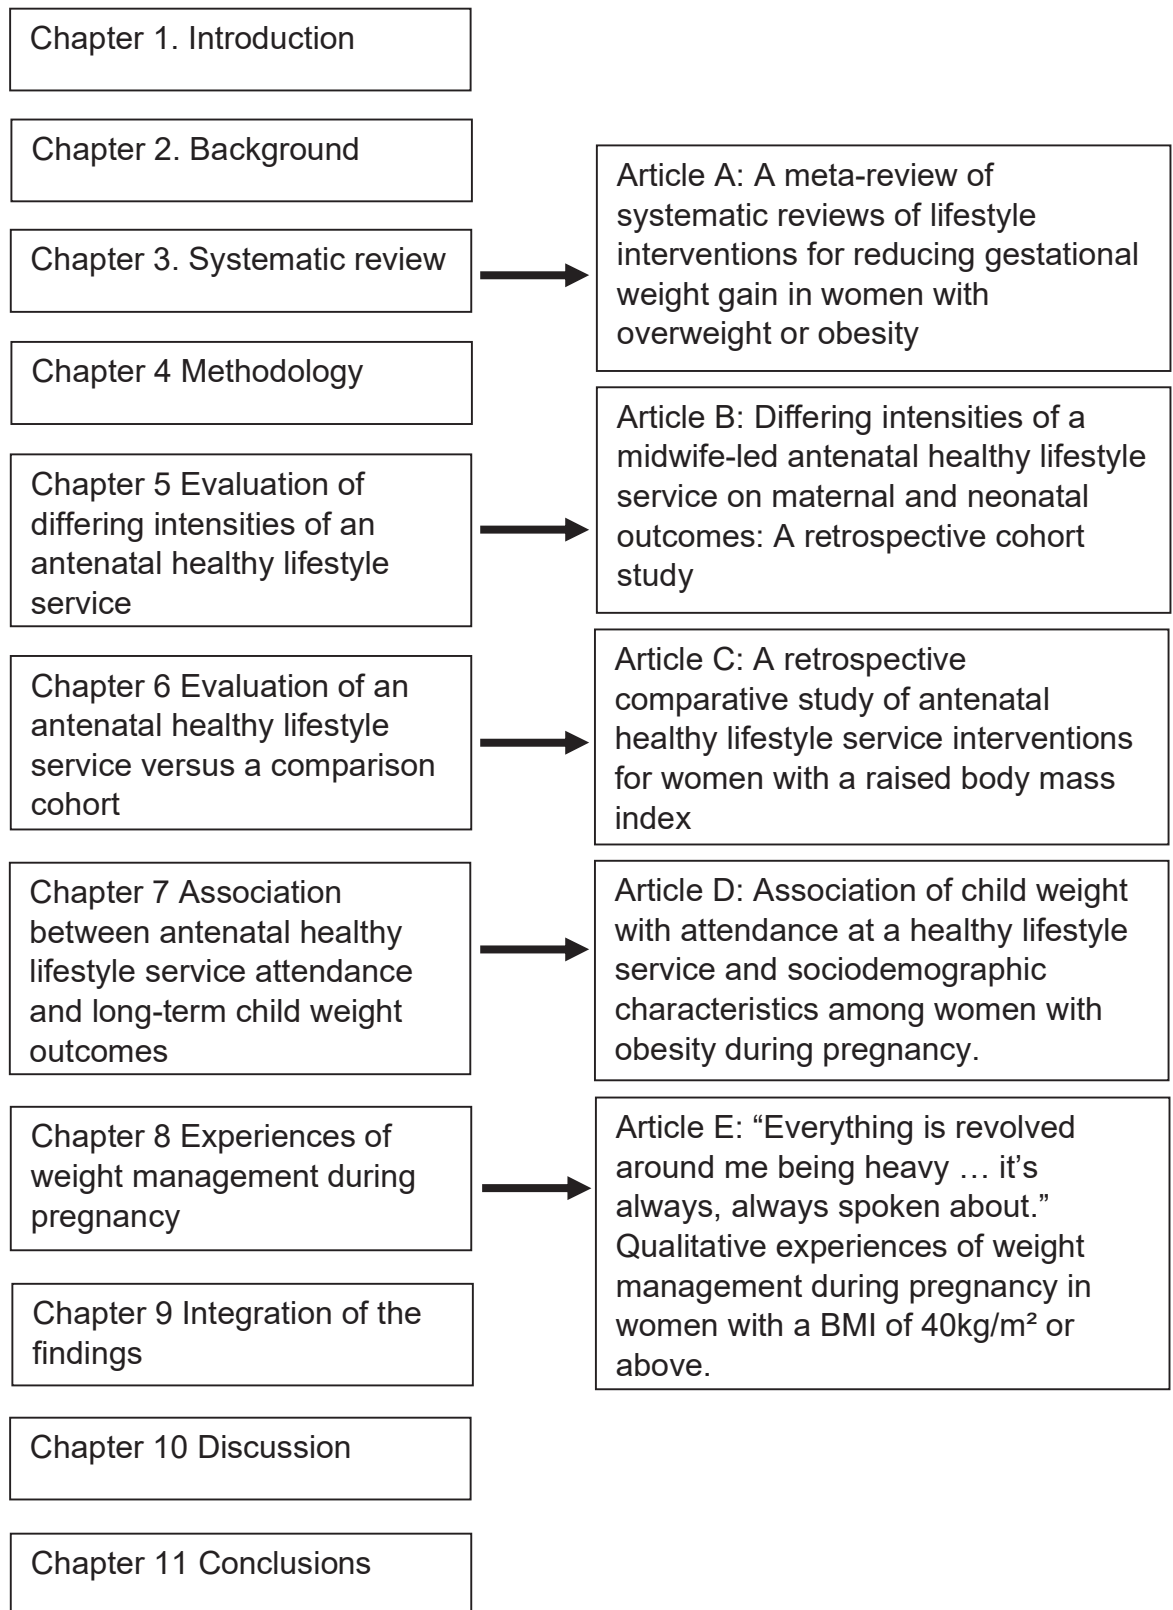 Chapter 1. Introduction
Chapter 2. Background
Chapter 3. Systematic review
Article A: A meta-review of
systematic reviews of lifestyle
interventions for reducing gestational
weight gain in women with
overweight or obesity
Chapter 4 Methodology
Chapter 5 Evaluation of
differing intensities of an
antenatal healthy lifestyle
service
Article B: Differing intensities of a
midwife-led antenatal healthy lifestyle
service on maternal and neonatal
outcomes: A retrospective cohort
study
Chapter 6 Evaluation of an
antenatal healthy lifestyle
service versus a comparison
cohort
Article C: A retrospective
comparative study of antenatal
healthy lifestyle service interventions
for women with a raised body mass
index
Chapter 7 Association
between antenatal healthy
lifestyle service attendance
and long-term child weight
outcomes
Article D: Association of child weight
with attendance at a healthy lifestyle
service and sociodemographic
characteristics among women with
obesity during pregnancy.
Chapter 8 Experiences of
weight management during
pregnancy
Article E: “Everything is revolved
around me being heavy … it’s
always, always spoken about.”
Qualitative experiences of weight
management during pregnancy in
women with a BMI of 40kg/m² or
above.
Chapter 9 Integration of the
findings
Chapter 10 Discussion
Chapter 11 Conclusions